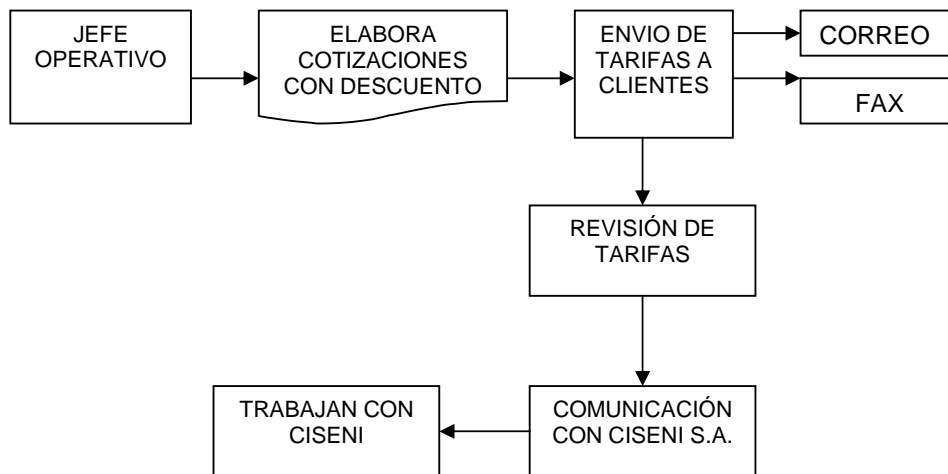 JEFE
OPERATIVO
ELABORA
COTIZACIONES
CON DESCUENTO
ENVIO DE
TARIFAS A
CLIENTES
CORREO
FAX
REVISIÓN DE
TARIFAS
TRABAJAN CON
CISENI
COMUNICACIÓN
CON CISENI S.A.